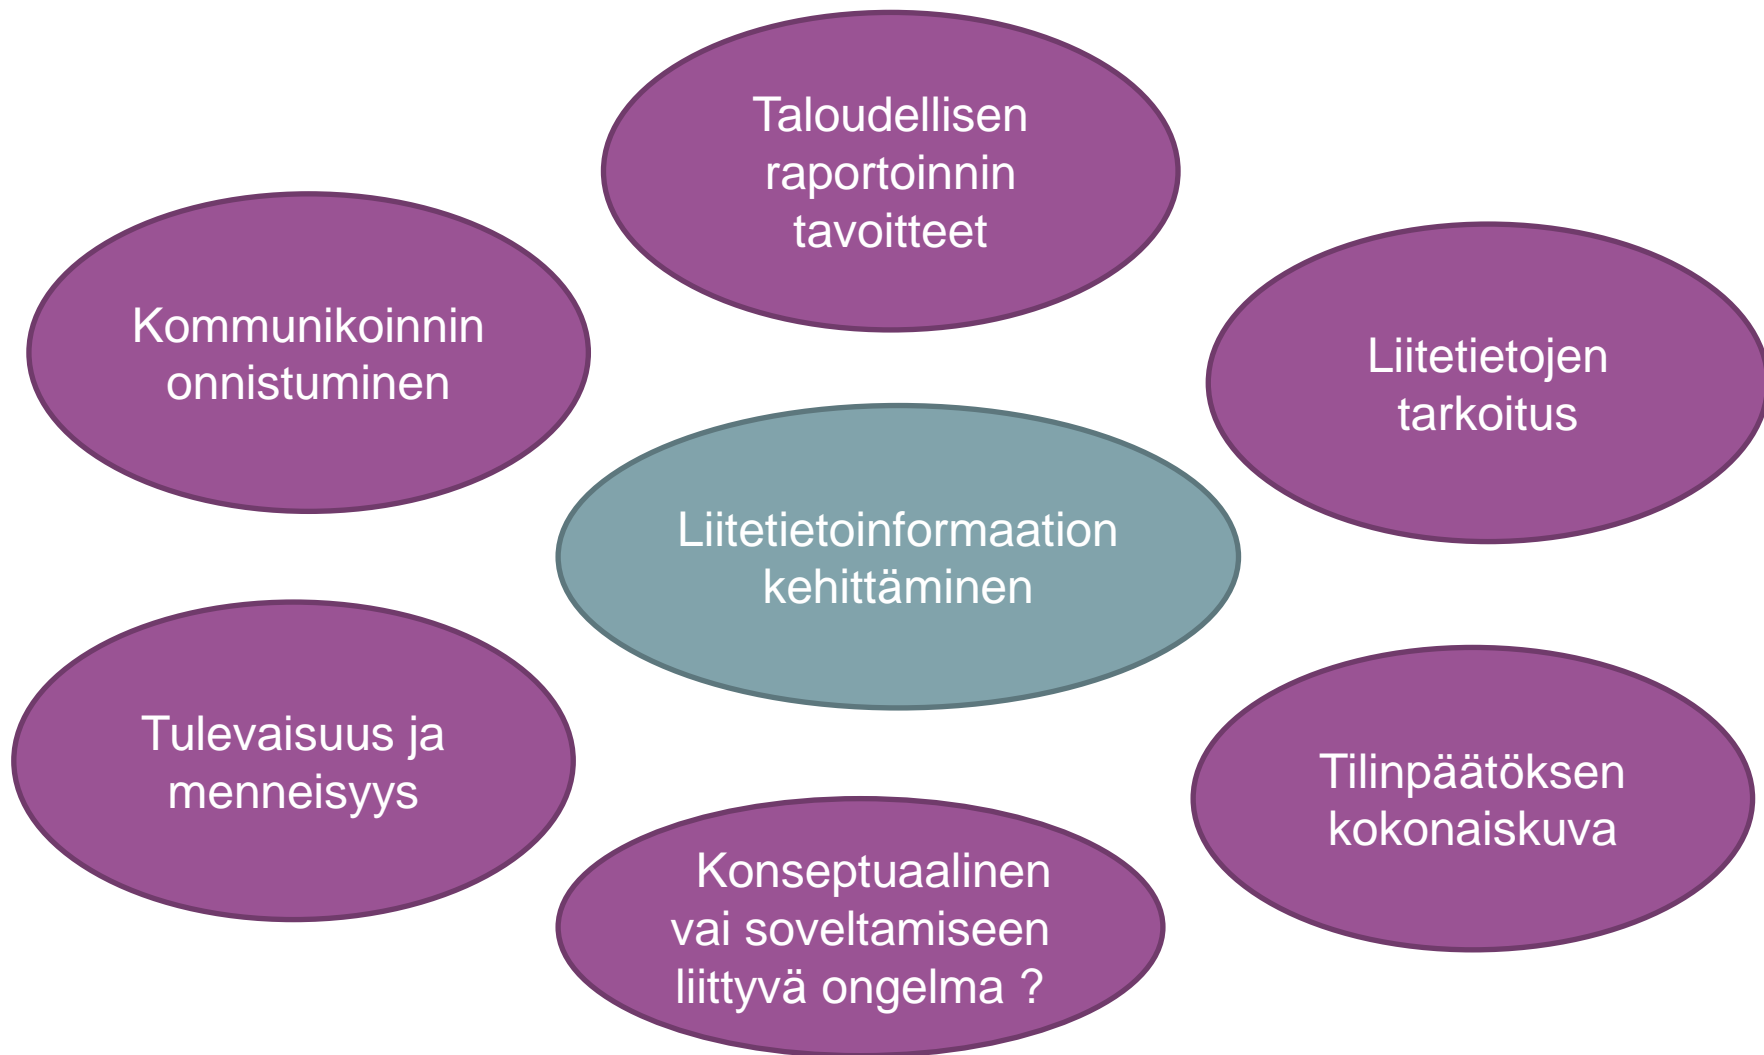 Taloudellisen
raportoinnin
tavoitteet
Kommunikoinnin
onnistuminen
Liitetietojen
tarkoitus
Liitetietoinformaation
kehittäminen
Tulevaisuus ja
menneisyys
Tilinpäätöksen
kokonaiskuva
Konseptuaalinen
vai soveltamiseen
liittyvä ongelma ?